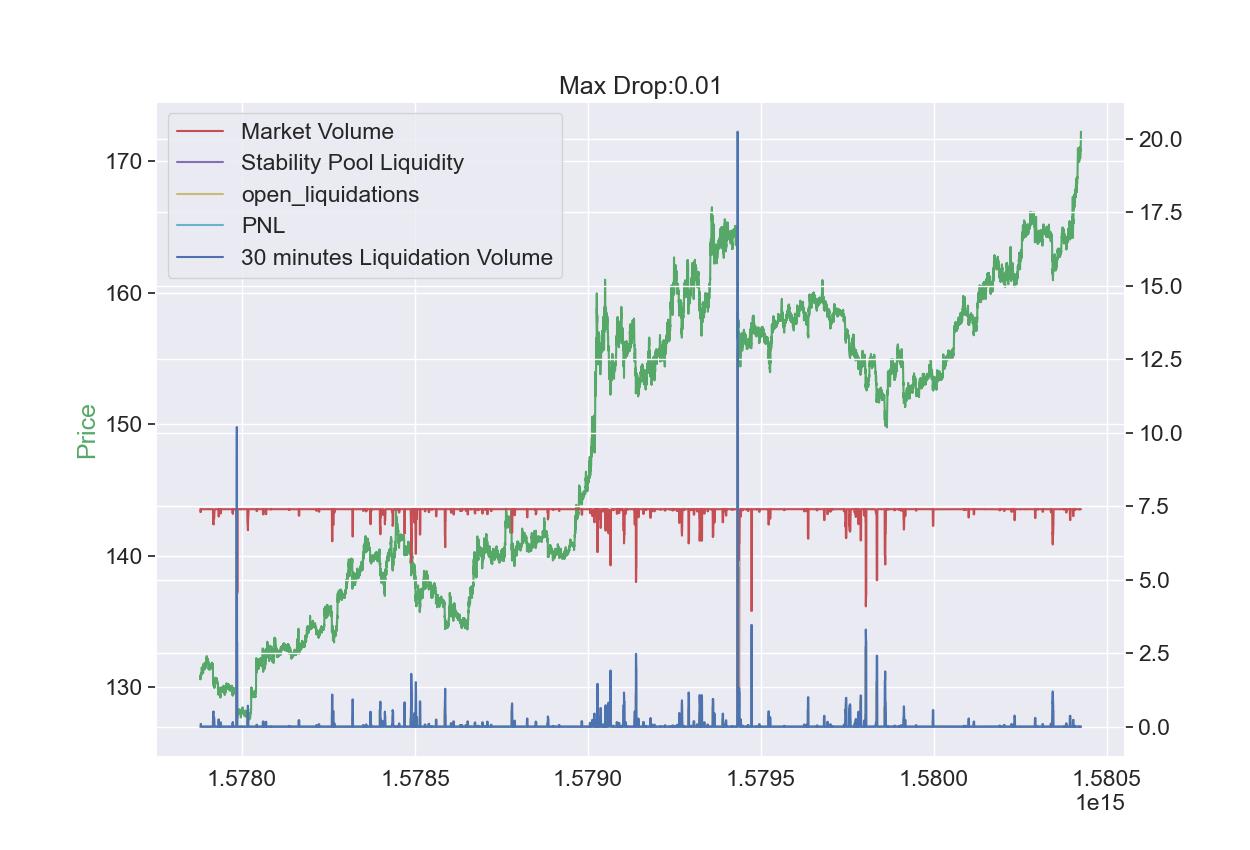 Max Drop:0.01
Market Volume
Stability Pool Liquidity
open_liquidations
PNL
30 minutes Liquidation Volume
Price
170
160
150
140
130
20.0
17.5
15.0
12.5
10.0
7.5
5.0
2.5
0.0
1.5780 1.5785 1.5790 1.5795 1.5800 1.5805
1e15